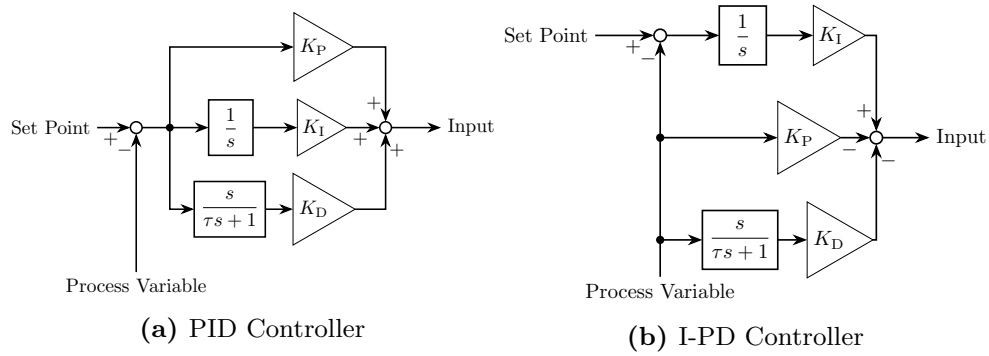 K_P
+
Set Point
+
−
1
s
K_I
+
+
Input
s
τs + 1
K_D
Process Variable
(a) PID Controller
Set Point
+
−
1
s
K_I
+
K_P
−
−
Input
s
τs + 1
K_D
Process Variable
(b) I-PD Controller